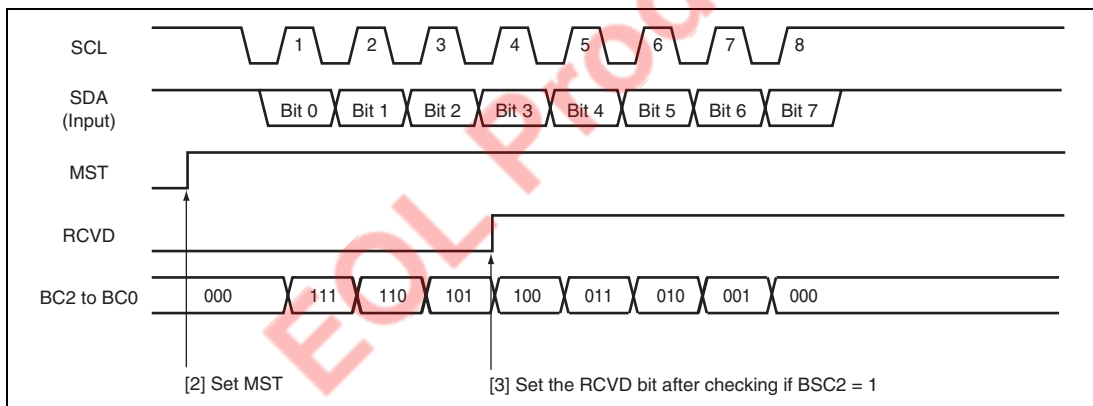 SCL
1 2 3 4 5 6 7 8
SDA
(Input)
Bit 0 Bit 1 Bit 2 Bit 3 Bit 4 Bit 5 Bit 6 Bit 7
MST
RCVD
BC2 to BC0
000 111 110 101 100 011 010 001 000
[2] Set MST
[3] Set the RCVD bit after checking if BSC2 = 1
EOL Prod